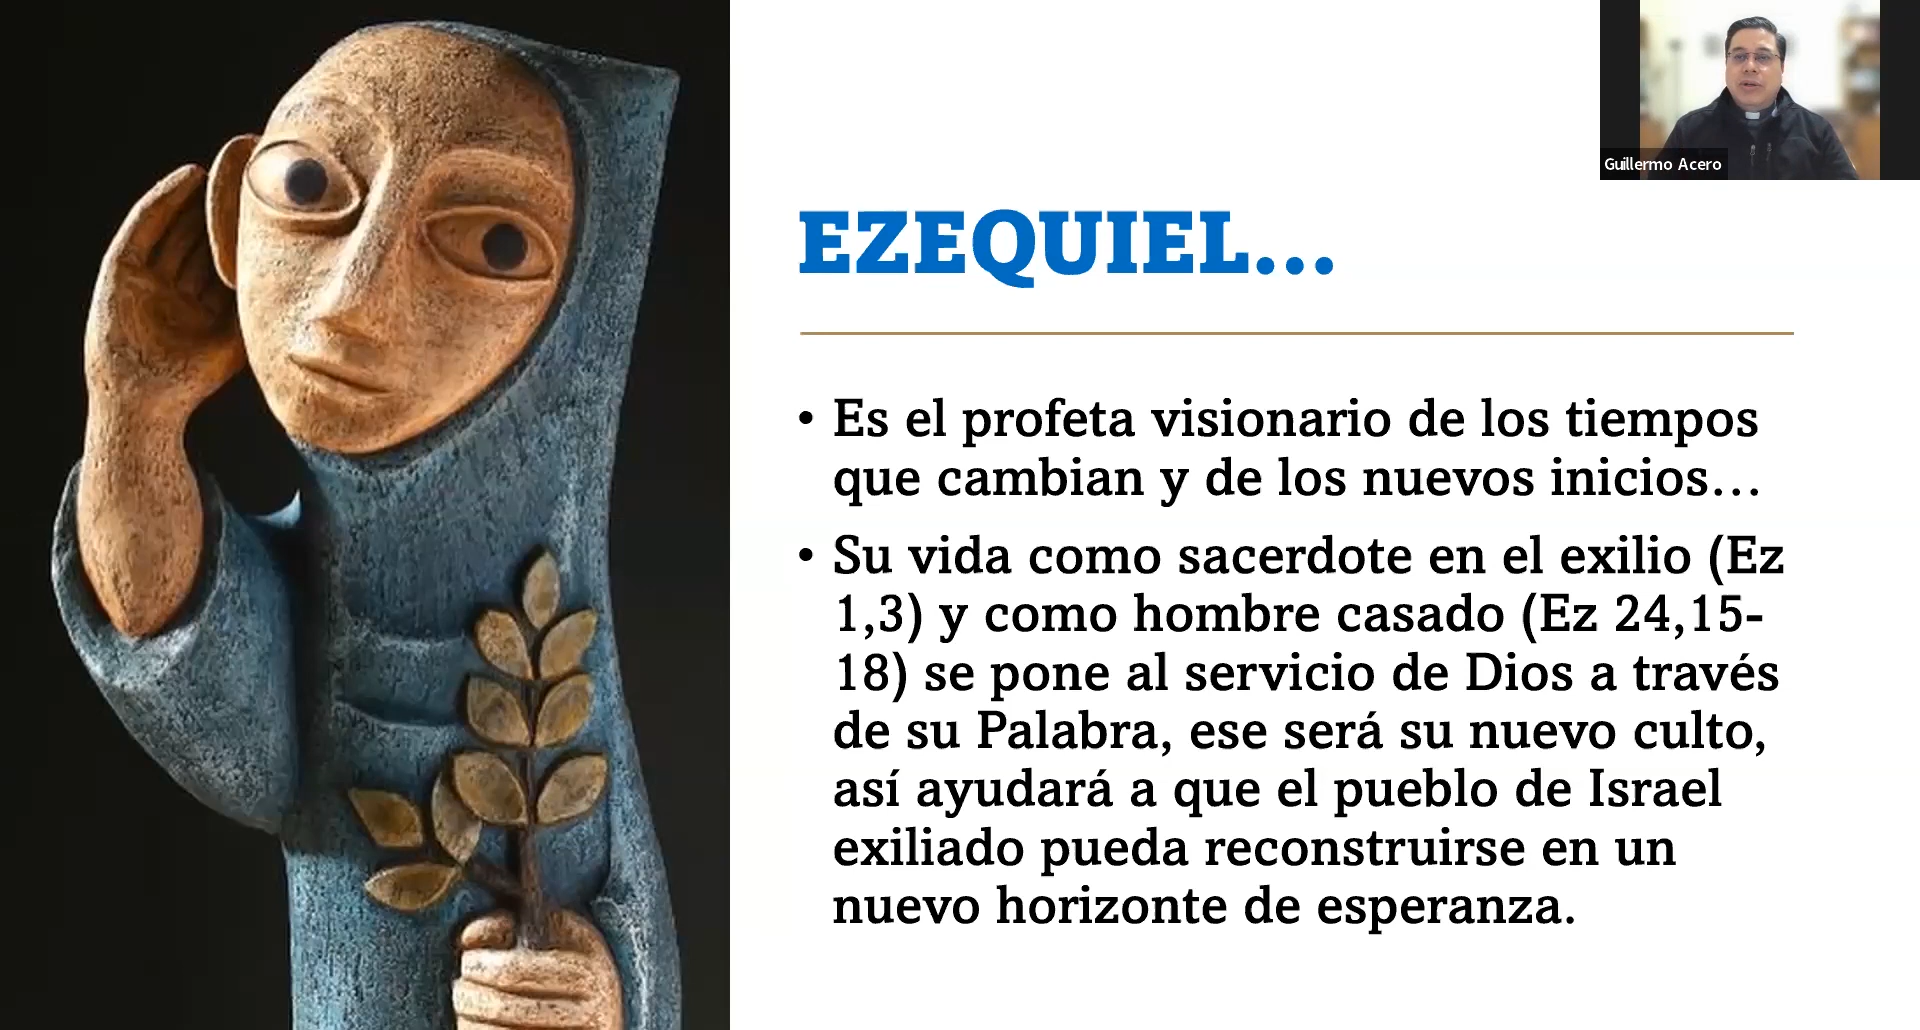 Guillermo Acero
EZEQUIEL...
• Es el profeta visionario de los tiempos
que cambian y de los nuevos inicios...
• Su vida como sacerdote en el exilio (Ez
1,3) y como hombre casado (Ez 24,15-
18) se pone al servicio de Dios a través
de su Palabra, ese será su nuevo culto,
así ayudará a que el pueblo de Israel
exiliado pueda reconstruirse en un
nuevo horizonte de esperanza.